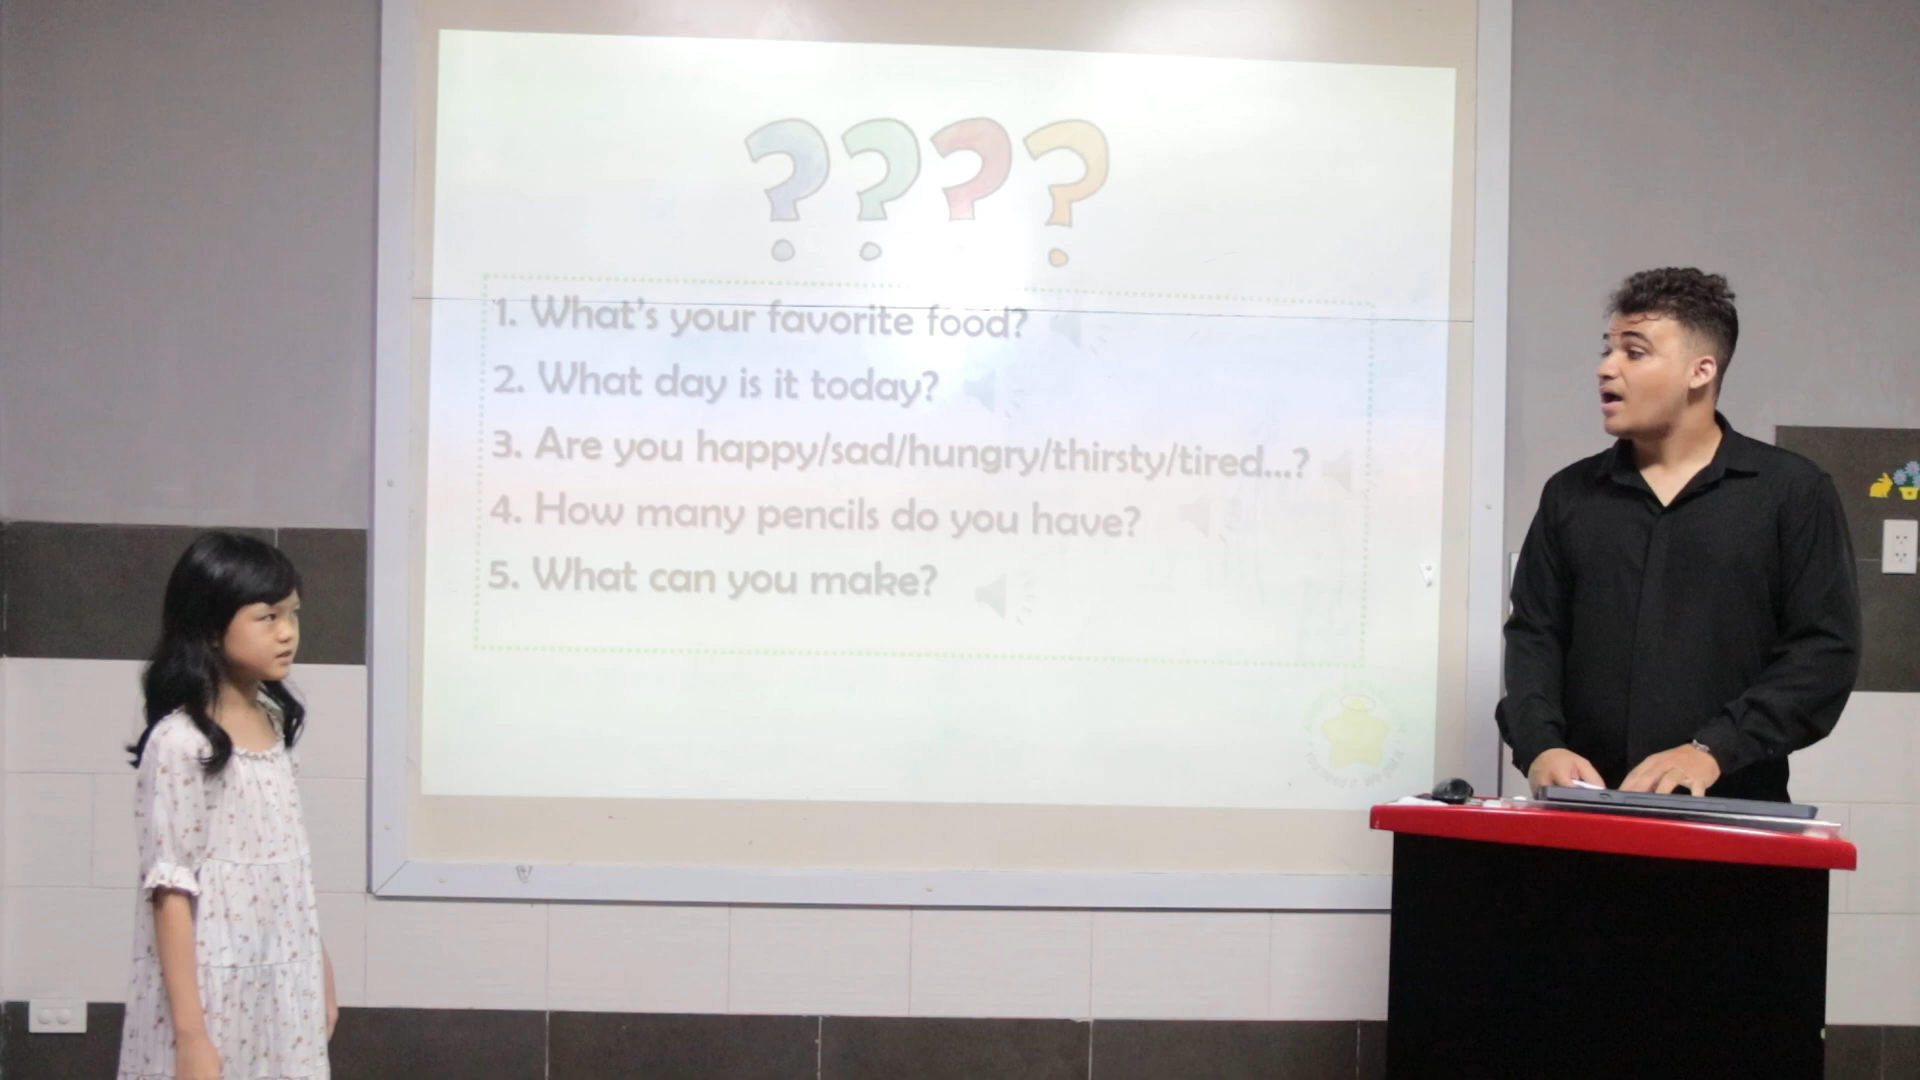 ????
1. What's your favorite food?
2. What day is it today?
3. Are you happy/sad/hungry/thirsty/tired...?
4. How many pencils do you have?
5. What can you make?